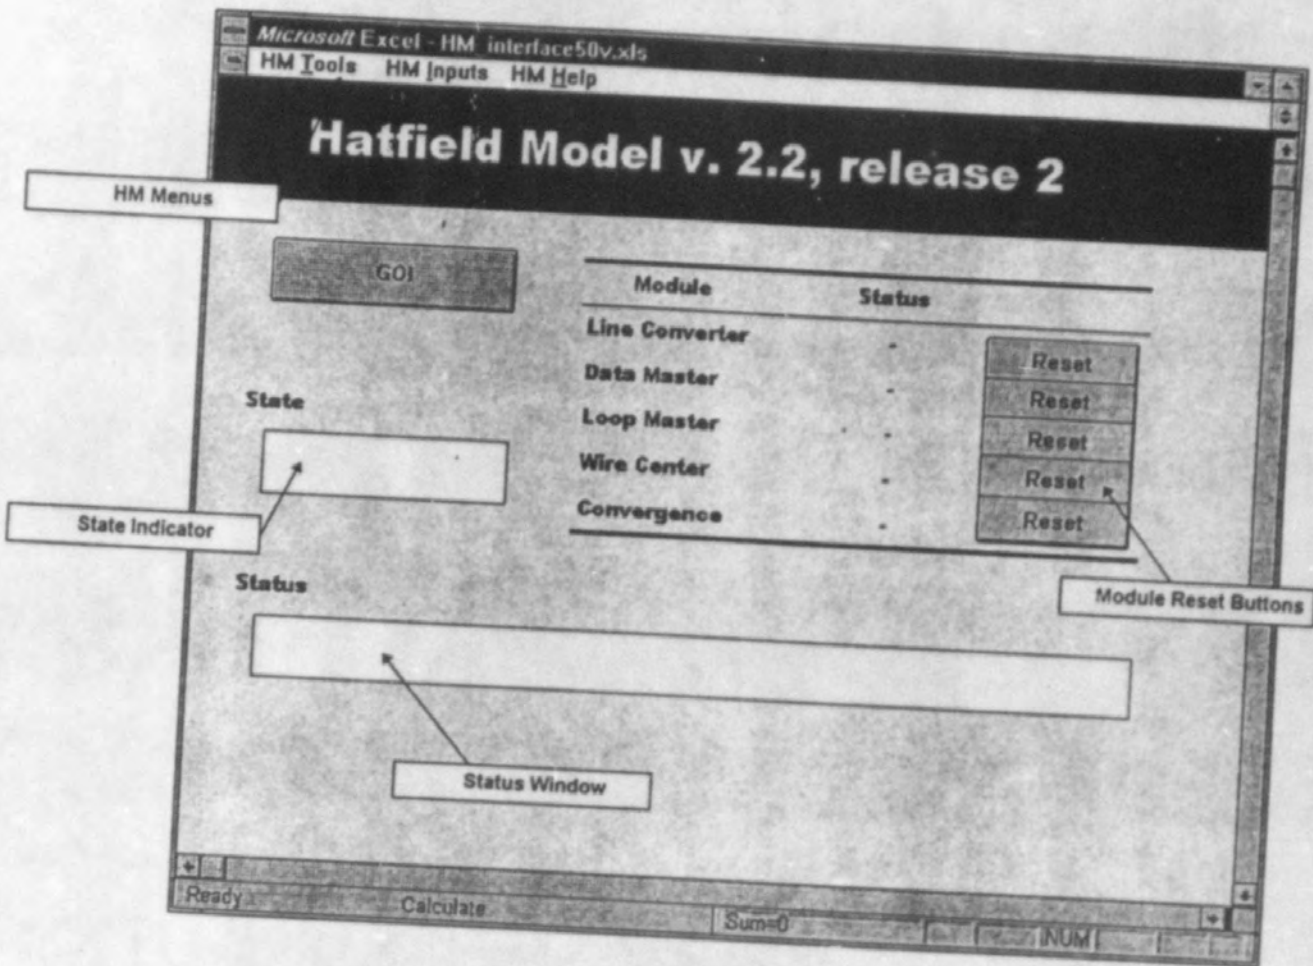 Microsoft Excel - HM_interface50v.xls
HM Tools HM Inputs HM Help
Hatfield Model v. 2.2, release 2
HM Menus
GO!
Module Status
Line Converter - Reset
Data Master - Reset
Loop Master - Reset
Wire Center - Reset
Convergence - Reset
State
State Indicator
Module Reset Buttons
Status
Status Window
Ready Calculate Sum=0 NUM